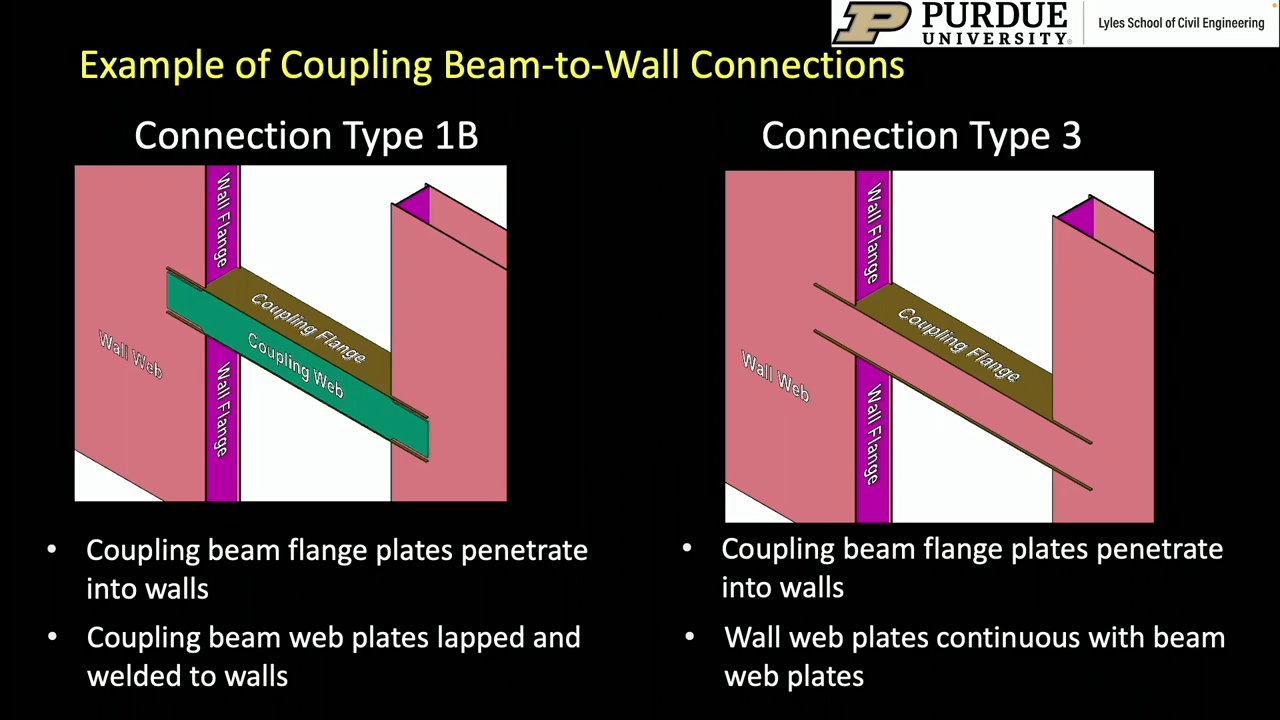 PURDUE
UNIVERSITY®
Lyles School of Civil Engineering
Example of Coupling Beam-to-Wall Connections
Connection Type 1B
Wall Flange
Coupling Flange
Coupling Web
Wall Web
Wall Flange
• Coupling beam flange plates penetrate
into walls
• Coupling beam web plates lapped and
welded to walls
Connection Type 3
Wall Flange
Coupling Flange
Wall Web
Wall Flange
• Coupling beam flange plates penetrate
into walls
• Wall web plates continuous with beam
web plates